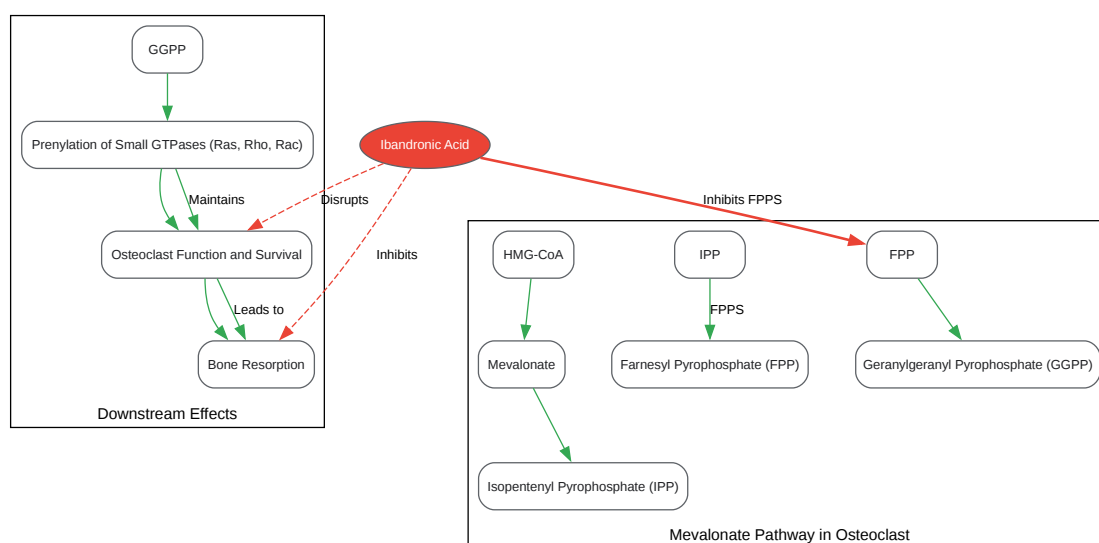 GGPP
Prenylation of Small GTPases (Ras, Rho, Rac)
Ibandronic Acid
Maintains
Disrupts
Inhibits FPPS
Osteoclast Function and Survival
Inhibits
HMG-CoA
IPP
FPP
Leads to
FPPS
Bone Resorption
Mevalonate
Farnesyl Pyrophosphate (FPP)
Geranylgeranyl Pyrophosphate (GGPP)
Downstream Effects
Isopentenyl Pyrophosphate (IPP)
Mevalonate Pathway in Osteoclast